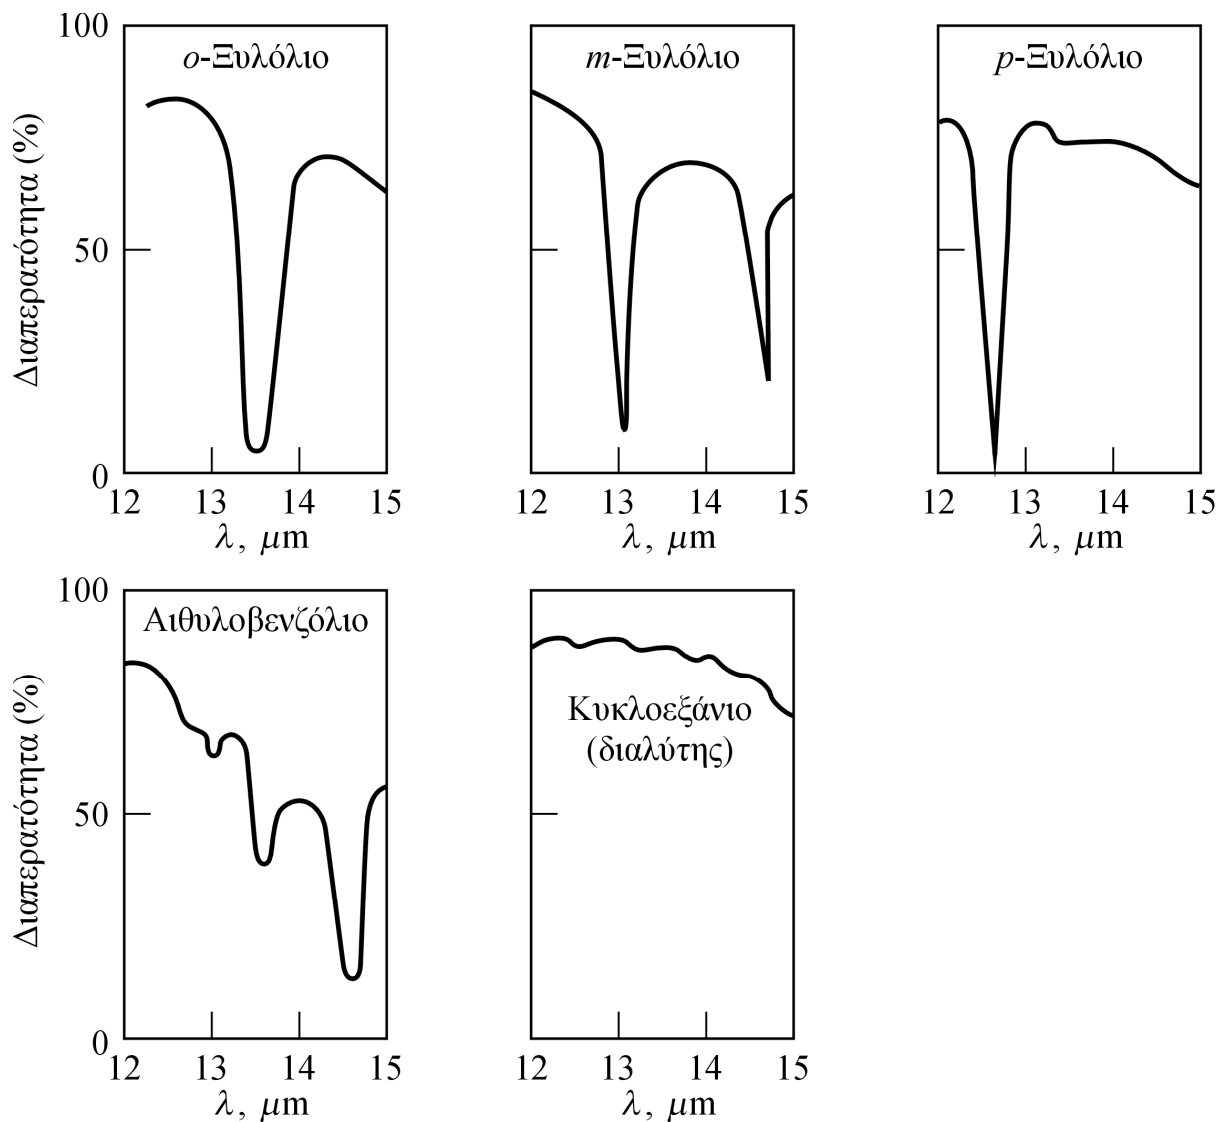 100
50
0
Διαπερατότητα (%)
o-Ξυλόλιο
12 13 14 15
λ, μm
m-Ξυλόλιο
12 13 14 15
λ, μm
p-Ξυλόλιο
12 13 14 15
λ, μm
100
50
0
Διαπερατότητα (%)
Αιθυλοβενζόλιο
12 13 14 15
λ, μm
Κυκλοεξάνιο
(διαλύτης)
12 13 14 15
λ, μm